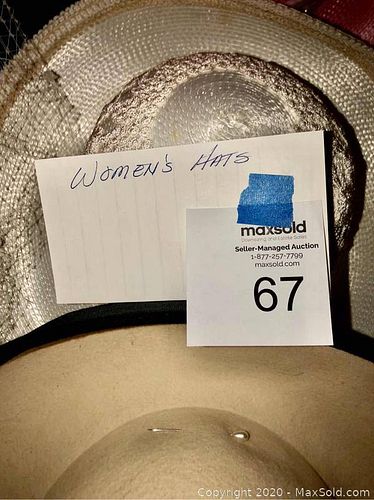 WOMEN'S HATS
maxsold
Downsizing and Estate Sales
Seller-Managed Auction
1-877-257-7799
maxsold.com
67
Copyright 2020 - MaxSold.com